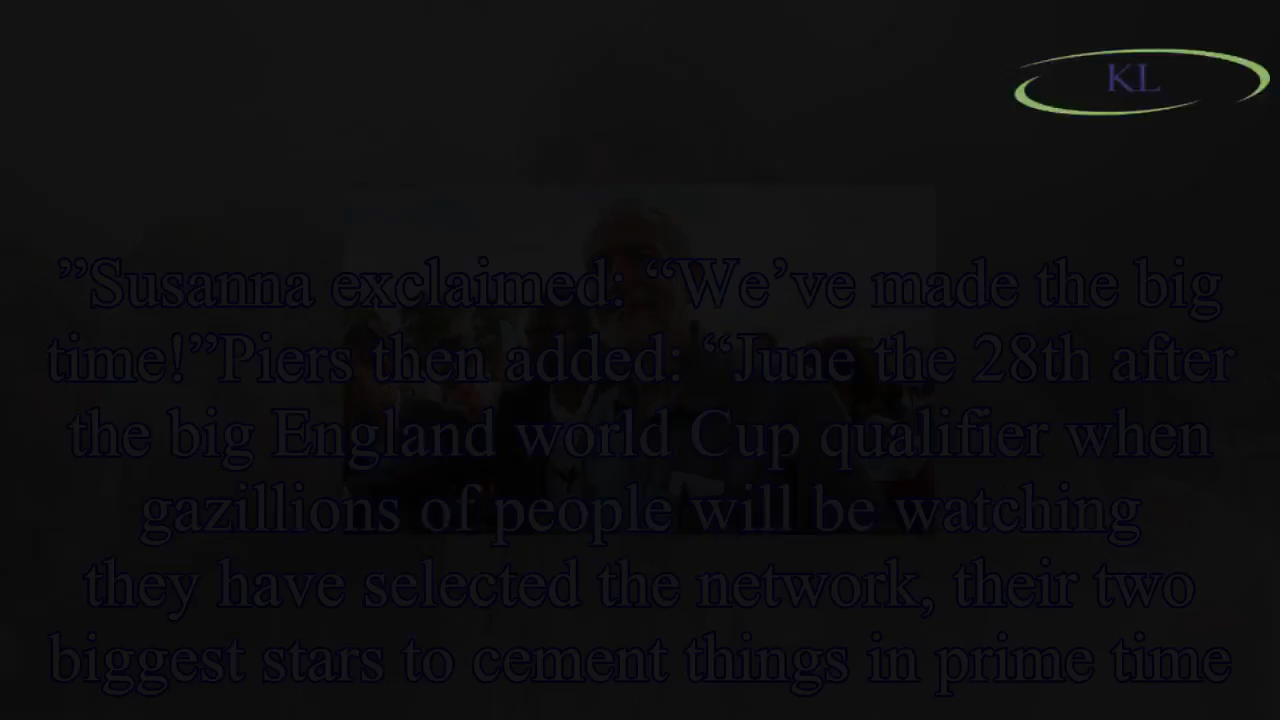 KL
”Susanna exclaimed: “We’ve made the big
time!”Piers then added: “June the 28th after
the big England world Cup qualifier when
gazillions of people will be watching
they have selected the network, their two
biggest stars to cement things in prime time